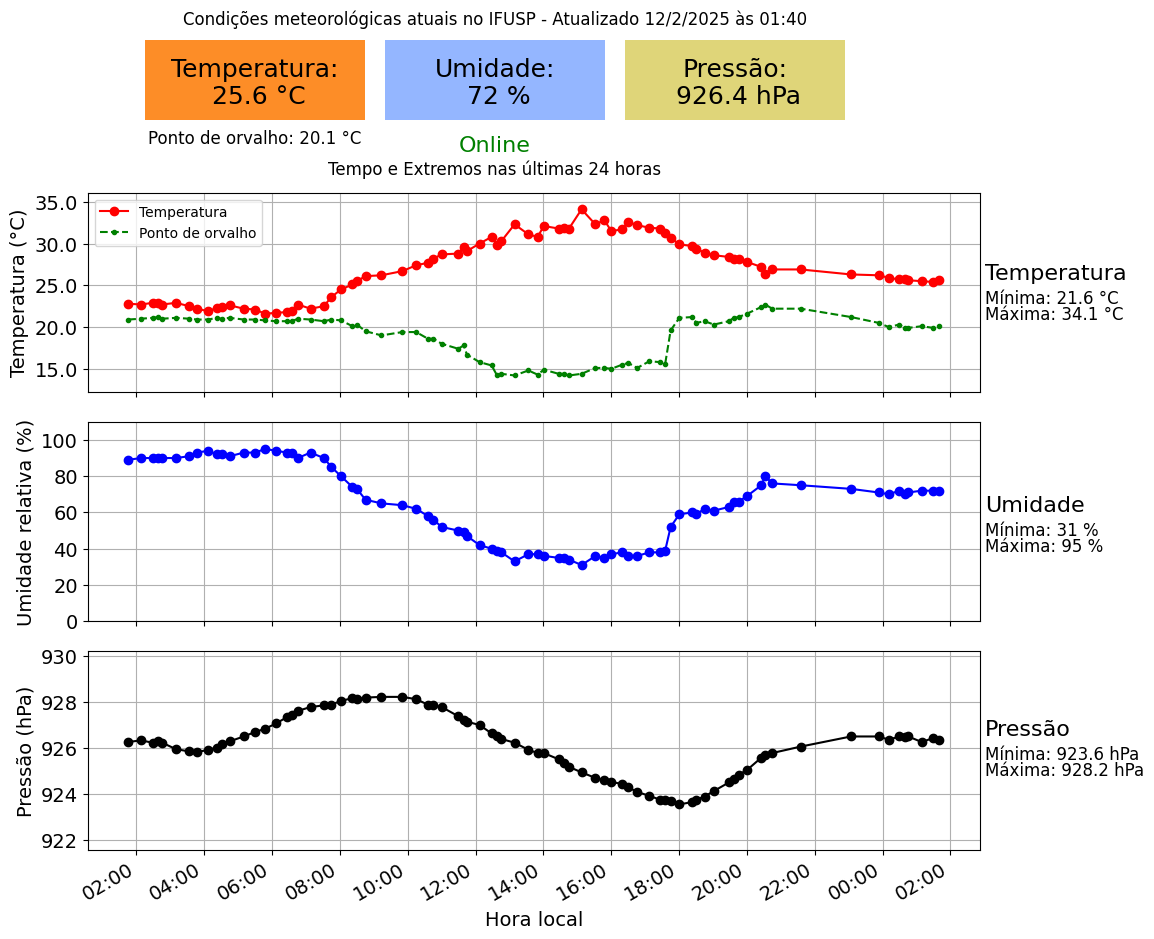 Condições meteorológicas atuais no IFUSP - Atualizado 12/2/2025 às 01:40
Temperatura:
25.6 °C
Umidade:
72 %
Pressão:
926.4 hPa
Ponto de orvalho: 20.1 °C
Online
Tempo e Extremos nas últimas 24 horas
Temperatura (°C)
35.0
30.0
25.0
20.0
15.0
Temperatura
Ponto de orvalho
Temperatura
Mínima: 21.6 °C
Máxima: 34.1 °C
Umidade relativa (%)
100
80
60
40
20
0
Umidade
Mínima: 31 %
Máxima: 95 %
Pressão (hPa)
930
928
926
924
922
Pressão
Mínima: 923.6 hPa
Máxima: 928.2 hPa
02:00 04:00 06:00 08:00 10:00 12:00 14:00 16:00 18:00 20:00 22:00 00:00 02:00
Hora local